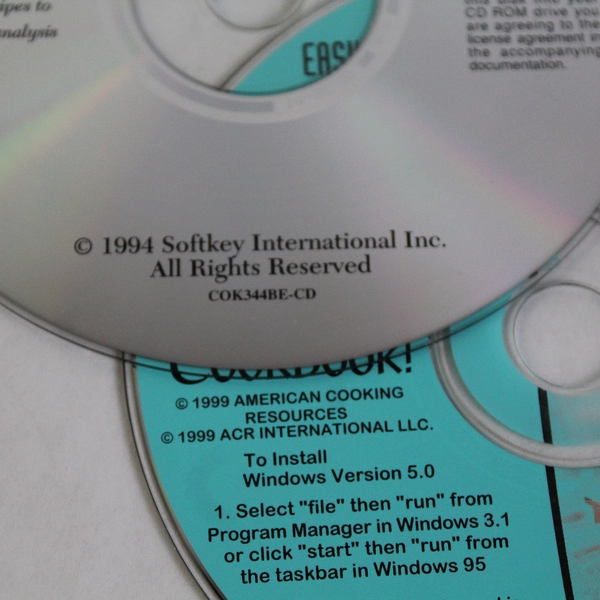 to
analysis
EASY
CD ROM drive you
are agreeing to the
license agreement in
the accompanying
documentation.
© 1994 Softkey International Inc.
All Rights Reserved
COK344BE-CD
COOKBOOK!
© 1999 AMERICAN COOKING
RESOURCES
© 1999 ACR INTERNATIONAL LLC.
To Install
Windows Version 5.0
1. Select "file" then "run" from
Program Manager in Windows 3.1
or click "start" then "run" from
the taskbar in Windows 95